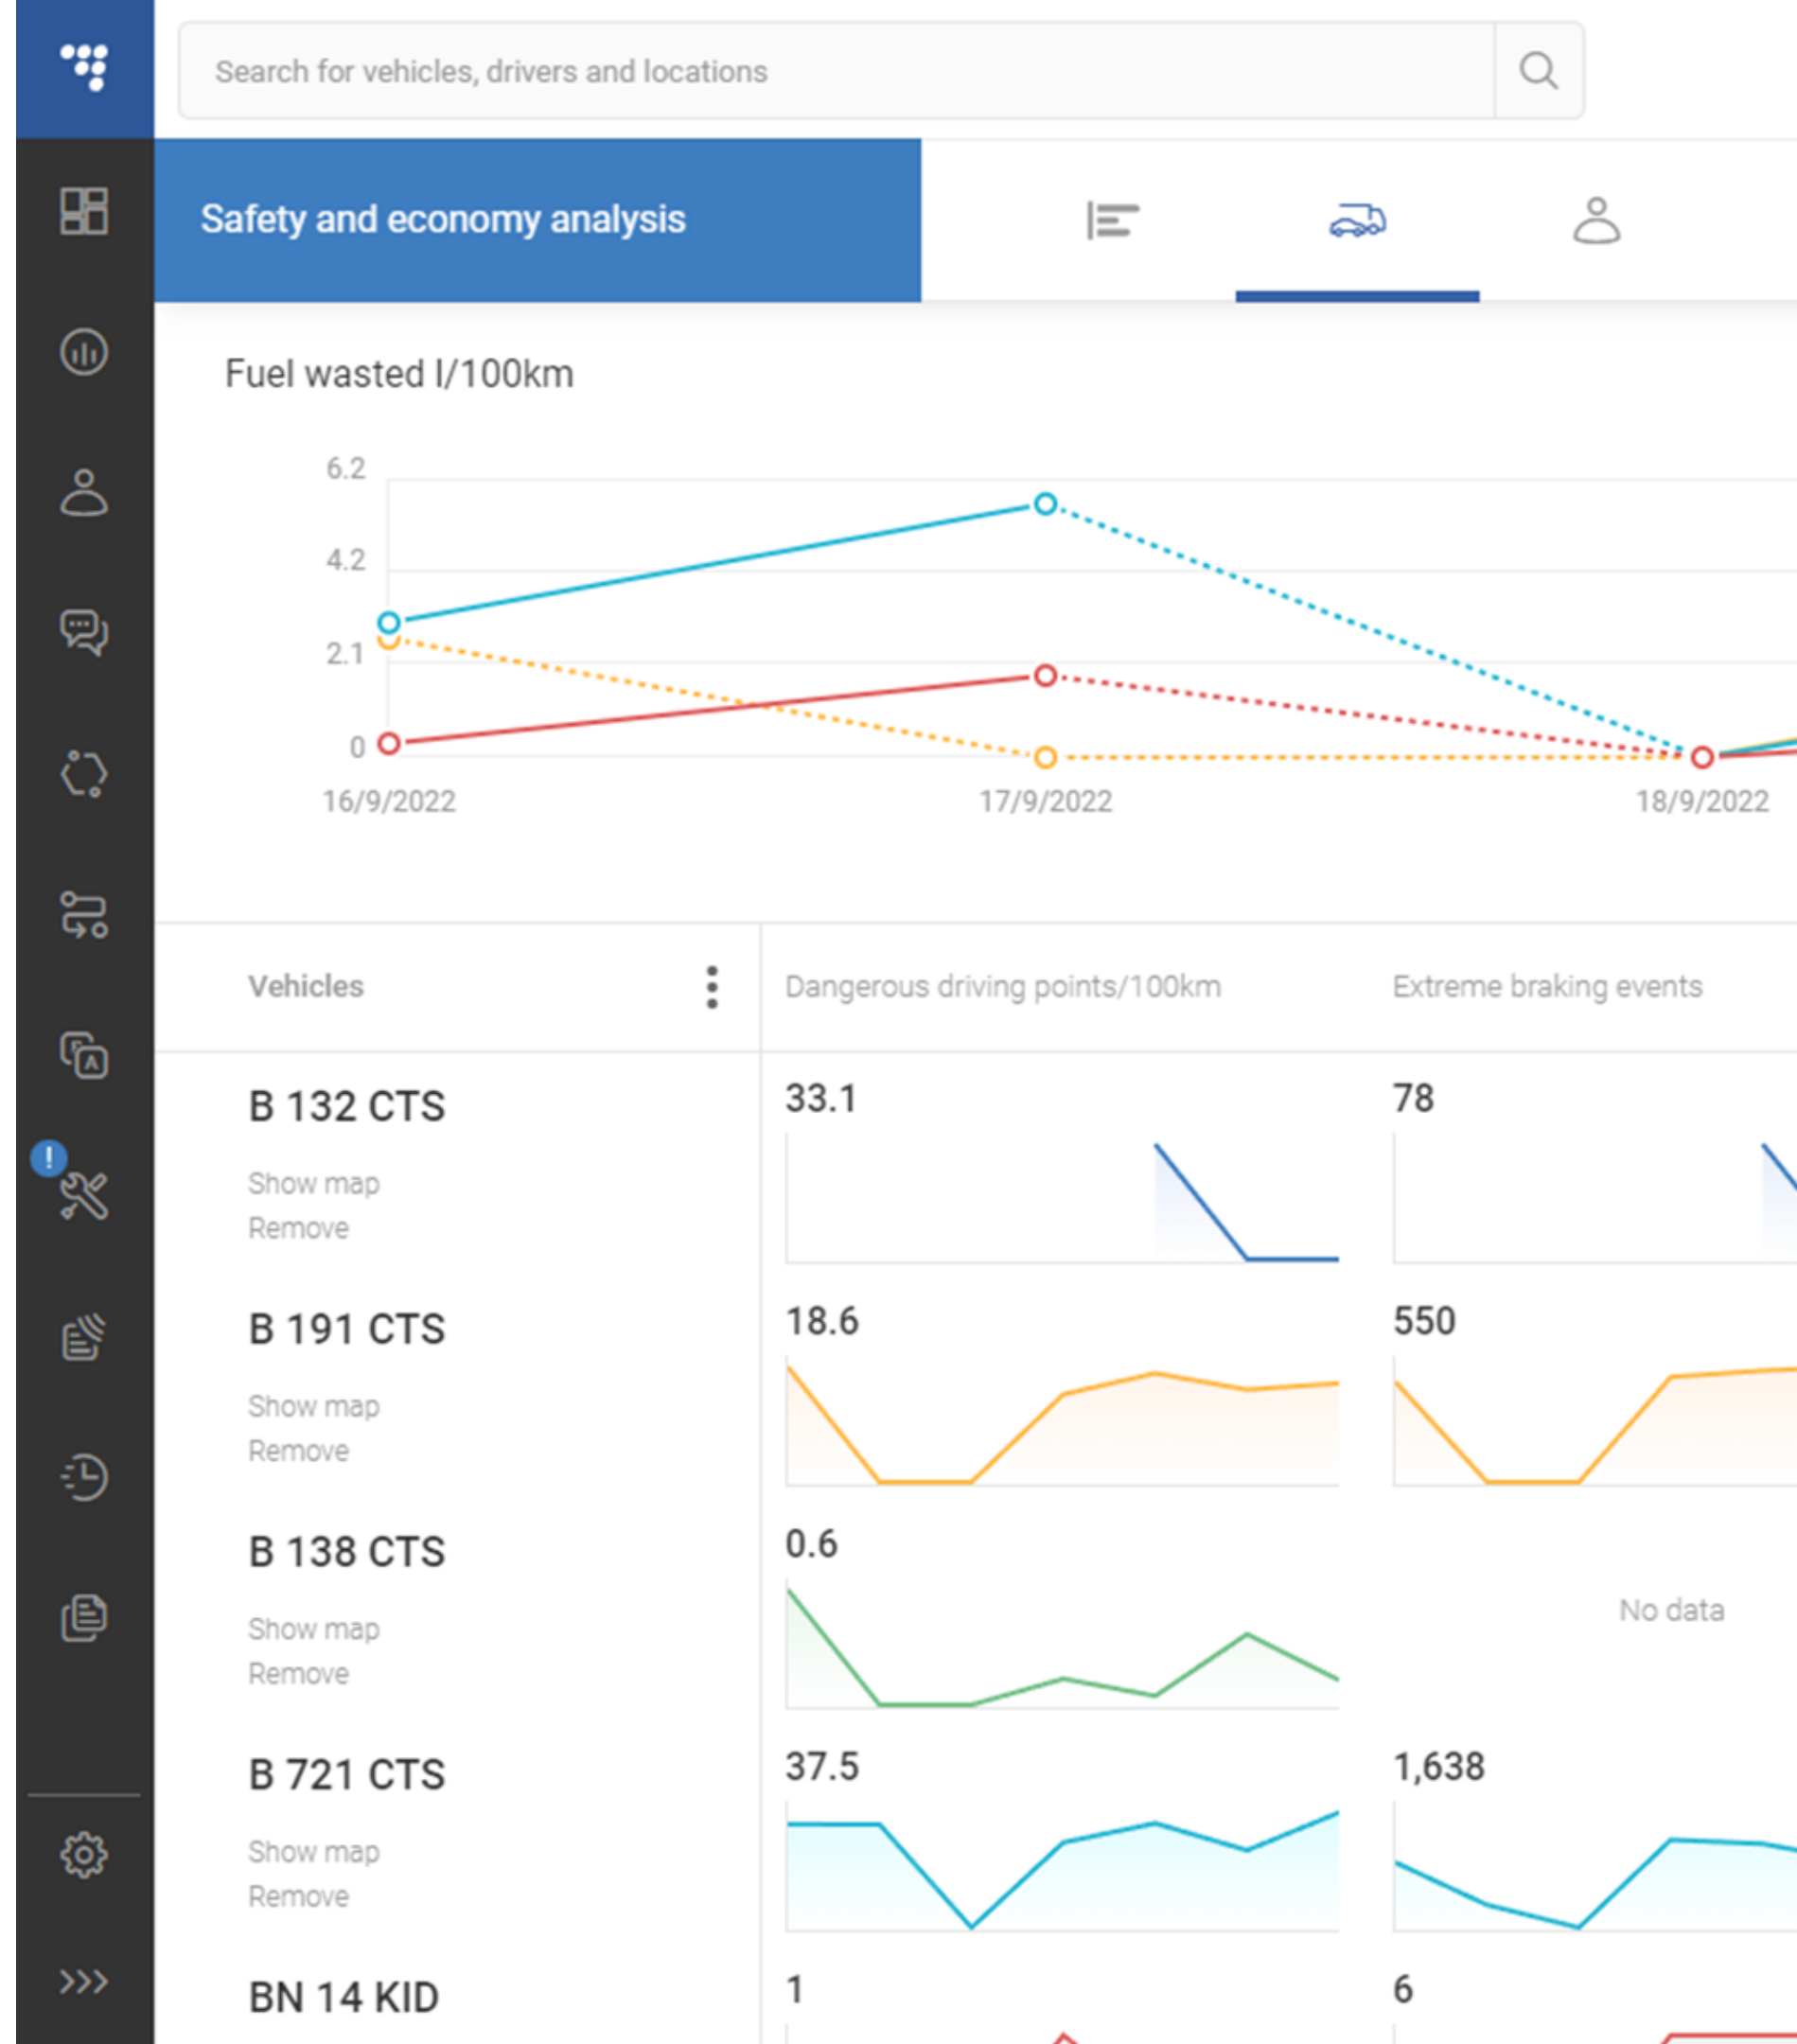 Search for vehicles, drivers and locations
Safety and economy analysis
Fuel wasted l/100km
6.2
4.2
2.1
0
16/9/2022
17/9/2022
18/9/2022
Vehicles
Dangerous driving points/100km
Extreme braking events
B 132 CTS
33.1
78
Show map
Remove
B 191 CTS
18.6
550
Show map
Remove
B 138 CTS
0.6
No data
Show map
Remove
B 721 CTS
37.5
1,638
Show map
Remove
BN 14 KID
1
6